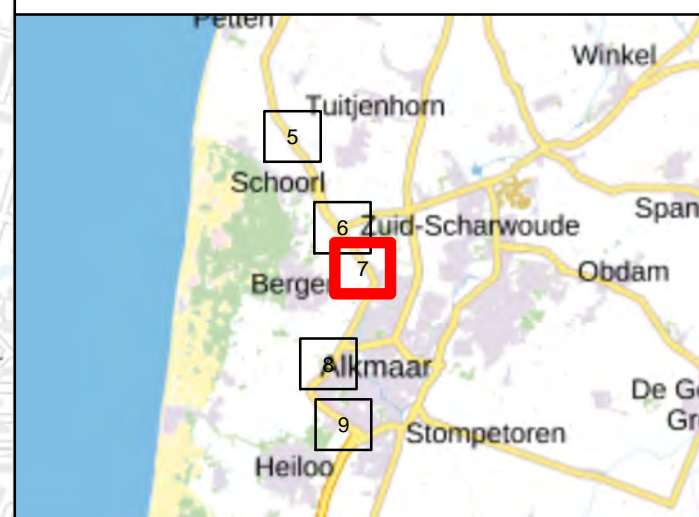 Petten
Winkel
Tuitjenhorn
5
Schoorl
Span
6
Zuid-Scharwoude
7
Bergen
Obdam
8
Alkmaar
De G
Gr
9
Stompetoren
Heiloo